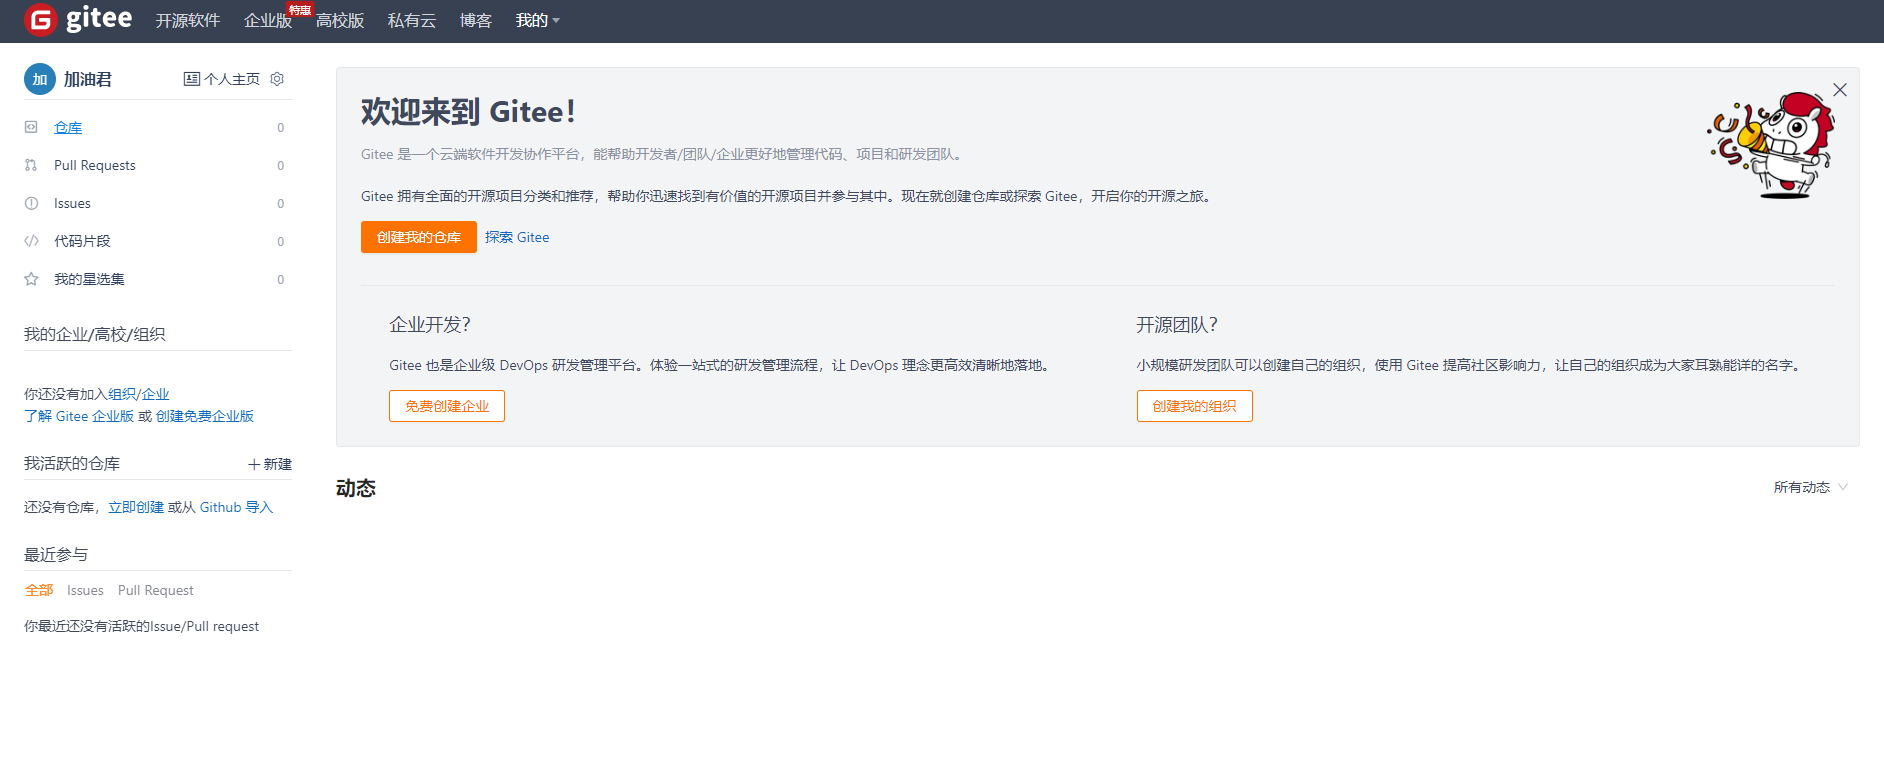 gitee 开源软件 企业版 特惠 高校版 私有云 博客 我的
加 加油君 个人主页
仓库 0
Pull Requests 0
Issues 0
代码片段 0
我的星选集 0
我的企业/高校/组织
你还没有加入组织/企业
了解 Gitee 企业版 或 创建免费企业版
我活跃的仓库 新建
还没有仓库，立即创建 或从 Github 导入
最近参与
全部 Issues Pull Request
你最近还没有活跃的Issue/Pull request
欢迎来到 Gitee！
Gitee 是一个云端软件开发协作平台，能帮助开发者/团队/企业更好地管理代码、项目和研发团队。
Gitee 拥有全面的开源项目分类和推荐，帮助你迅速找到有价值的开源项目并参与其中。现在就创建仓库或探索 Gitee，开启你的开源之旅。
创建我的仓库 探索 Gitee
企业开发？
Gitee 也是企业级 DevOps 研发管理平台。体验一站式的研发管理流程，让 DevOps 理念更高效清晰地落地。
免费创建企业
开源团队？
小规模研发团队可以创建自己的组织，使用 Gitee 提高社区影响力，让自己的组织成为大家耳熟能详的名字。
创建我的组织
动态 所有动态